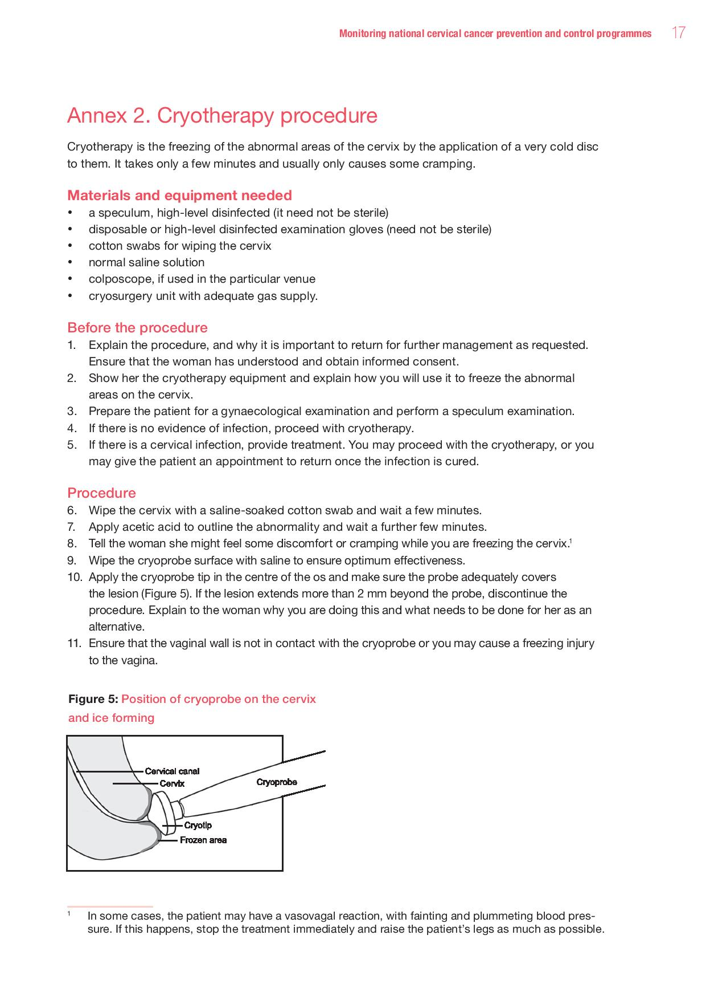 Monitoring national cervical cancer prevention and control programmes 17
Annex 2. Cryotherapy procedure
Cryotherapy is the freezing of the abnormal areas of the cervix by the application of a very cold disc
to them. It takes only a few minutes and usually only causes some cramping.
Materials and equipment needed
• a speculum, high-level disinfected (it need not be sterile)
• disposable or high-level disinfected examination gloves (need not be sterile)
• cotton swabs for wiping the cervix
• normal saline solution
• colposcope, if used in the particular venue
• cryosurgery unit with adequate gas supply.
Before the procedure
1. Explain the procedure, and why it is important to return for further management as requested.
Ensure that the woman has understood and obtain informed consent.
2. Show her the cryotherapy equipment and explain how you will use it to freeze the abnormal
areas on the cervix.
3. Prepare the patient for a gynaecological examination and perform a speculum examination.
4. If there is no evidence of infection, proceed with cryotherapy.
5. If there is a cervical infection, provide treatment. You may proceed with the cryotherapy, or you
may give the patient an appointment to return once the infection is cured.
Procedure
6. Wipe the cervix with a saline-soaked cotton swab and wait a few minutes.
7. Apply acetic acid to outline the abnormality and wait a further few minutes.
8. Tell the woman she might feel some discomfort or cramping while you are freezing the cervix.1
9. Wipe the cryoprobe surface with saline to ensure optimum effectiveness.
10. Apply the cryoprobe tip in the centre of the os and make sure the probe adequately covers
the lesion (Figure 5). If the lesion extends more than 2 mm beyond the probe, discontinue the
procedure. Explain to the woman why you are doing this and what needs to be done for her as an
alternative.
11. Ensure that the vaginal wall is not in contact with the cryoprobe or you may cause a freezing injury
to the vagina.
Figure 5: Position of cryoprobe on the cervix
and ice forming
Cervical canal
Cervix
Cryoprobe
Cryotip
Frozen area
1 In some cases, the patient may have a vasovagal reaction, with fainting and plummeting blood pres-
sure. If this happens, stop the treatment immediately and raise the patient's legs as much as possible.